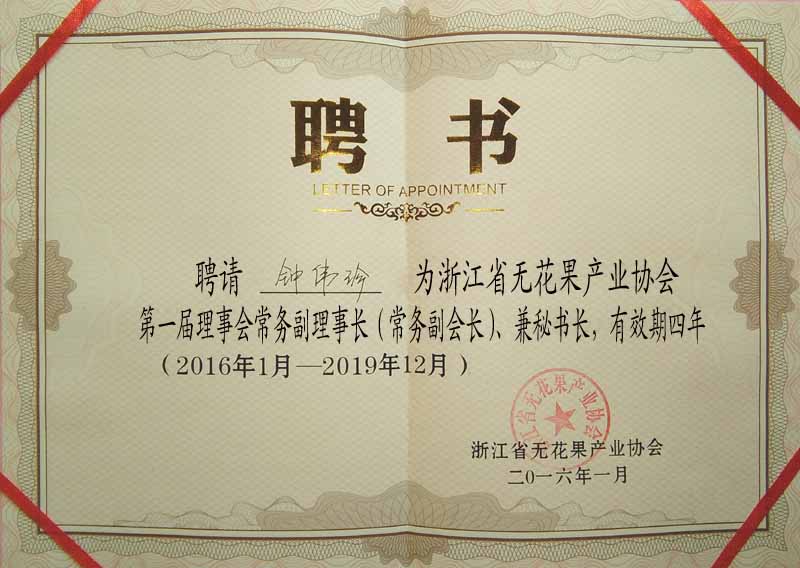 聘 书
LETTER OF APPOINTMENT
聘请 钟伟珍 为浙江省无花果产业协会
第一届理事会常务副理事长(常务副会长)、兼秘书长,有效期四年
(2016年1月—2019年12月)
浙江省无花果产业协会
浙江省无花果产业协会
二0一六年一月